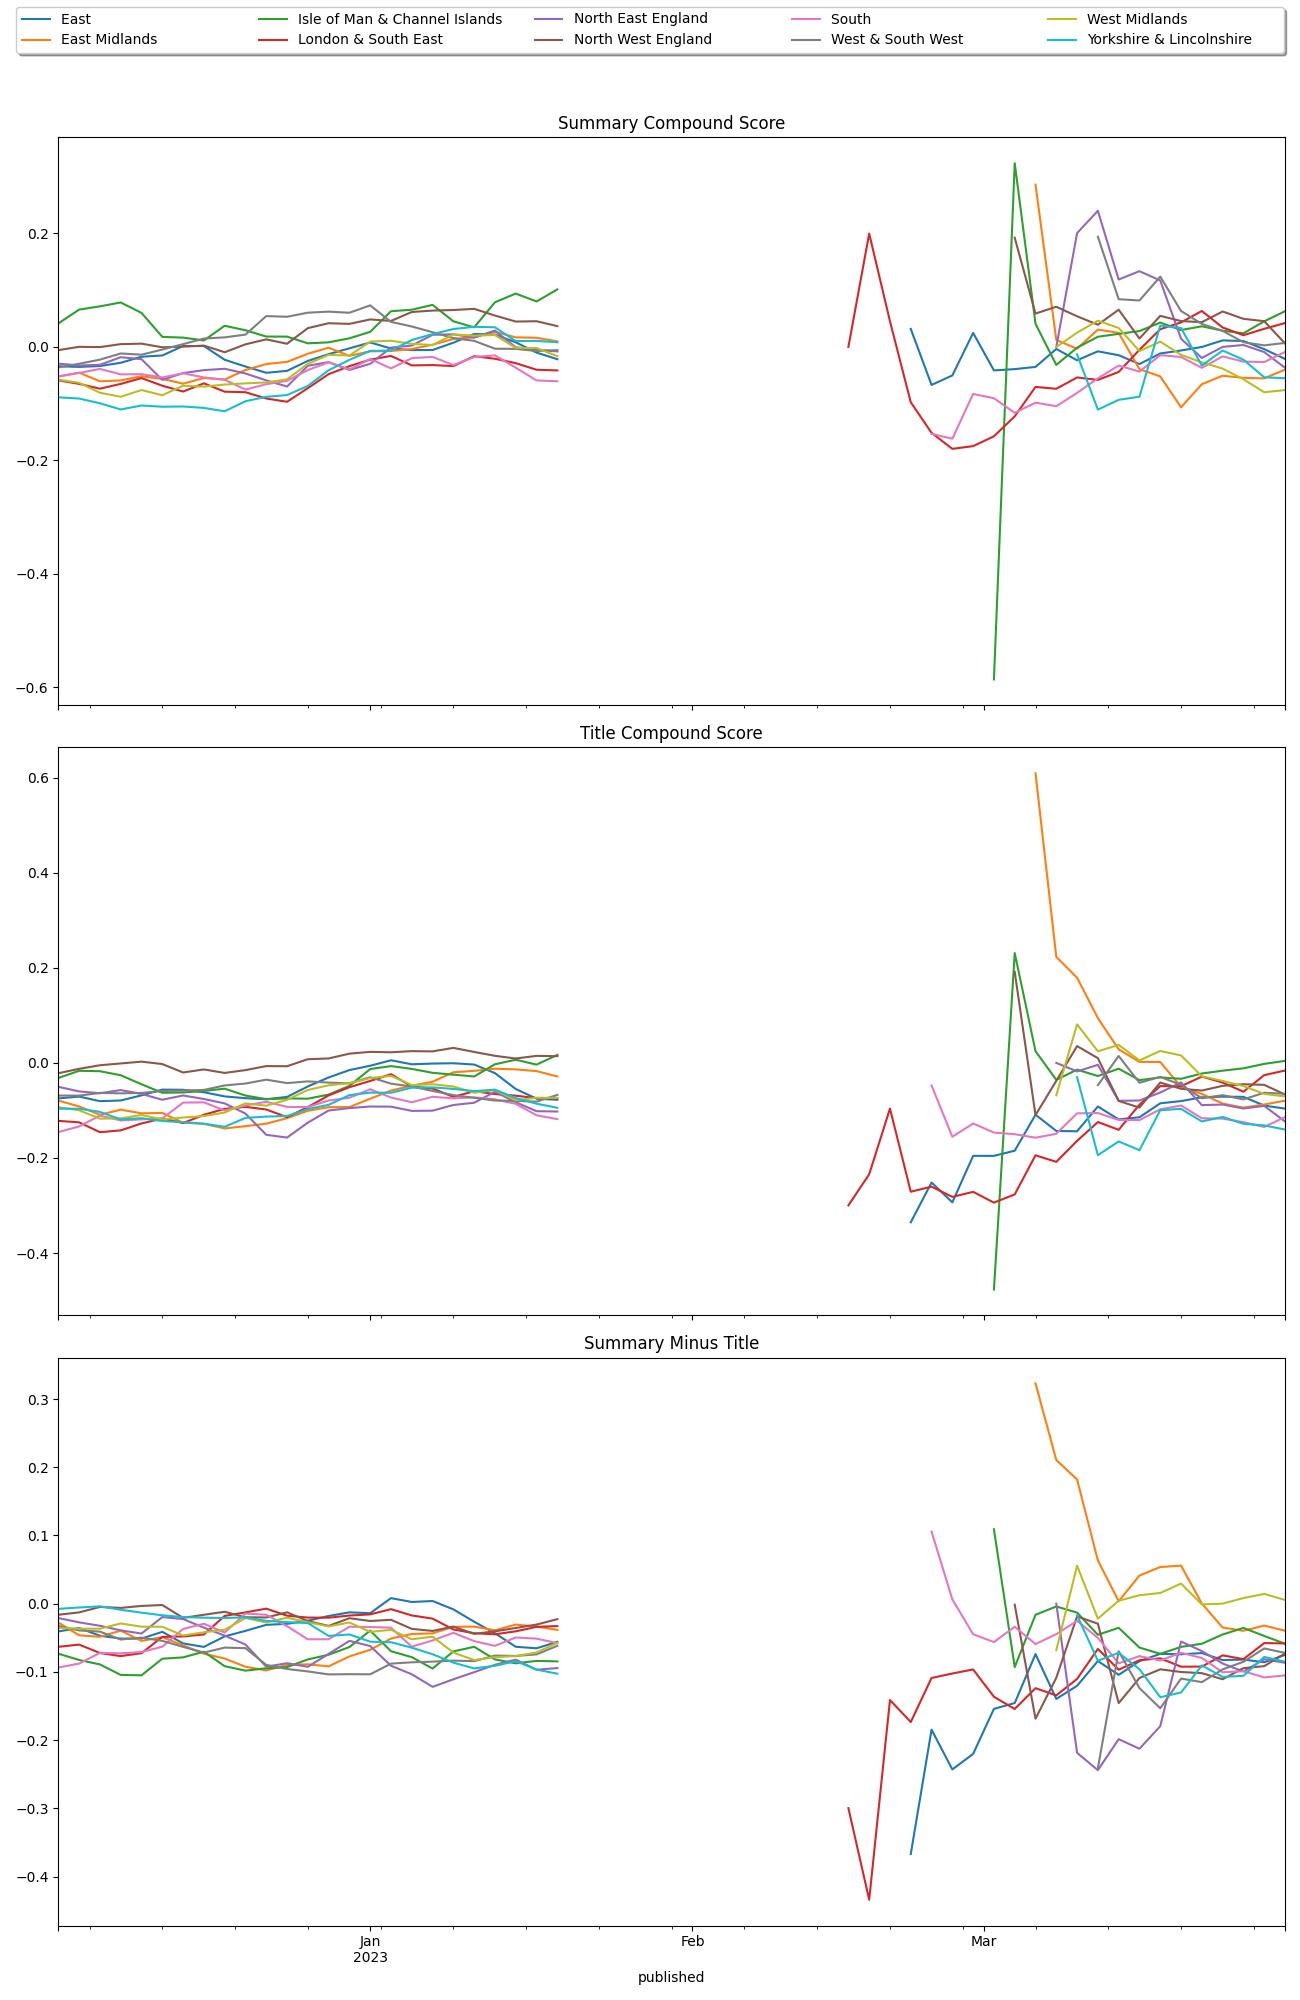 East Isle of Man & Channel Islands North East England South West Midlands
East Midlands London & South East North West England West & South West Yorkshire & Lincolnshire
Summary Compound Score
0.2
0.0
−0.2
−0.4
−0.6
Title Compound Score
0.6
0.4
0.2
0.0
−0.2
−0.4
Summary Minus Title
0.3
0.2
0.1
0.0
−0.1
−0.2
−0.3
−0.4
Jan Feb Mar
2023
published